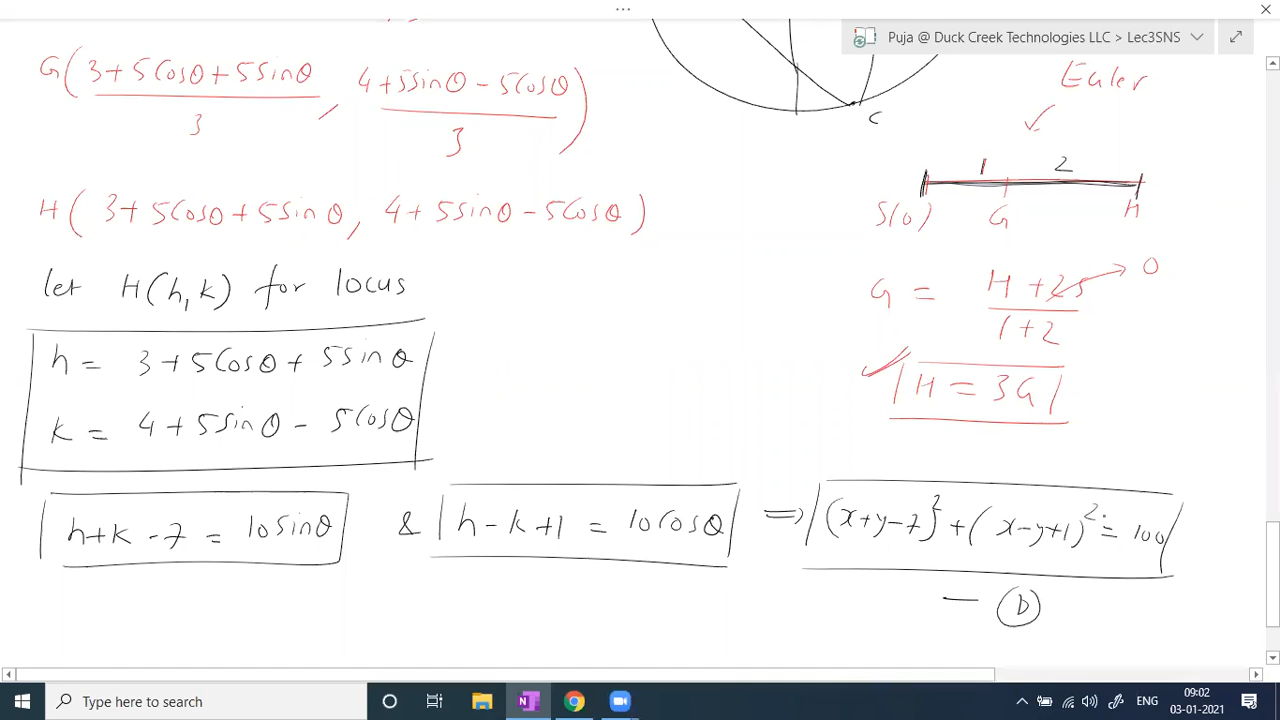 Puja @ Duck Creek Technologies LLC > Lec3SNS
G( (3+5cosθ+5sinθ)/3 , (4+5sinθ-5cosθ)/3 )
C
Euler
1 2
S(0) G H
H( 3+5cosθ+5sinθ, 4+5sinθ-5cosθ)
let H(h,k) for locus
G = (H+2S)/(1+2) → 0
h = 3+5cosθ+5sinθ
H = 3G
k = 4+5sinθ-5cosθ
h+k-7 = 10sinθ & h-k+1 = 10cosθ ⇒ (x+y-7)²+(x-y+1)² = 100
— (b)
Type here to search
ENG
09:02
03-01-2021